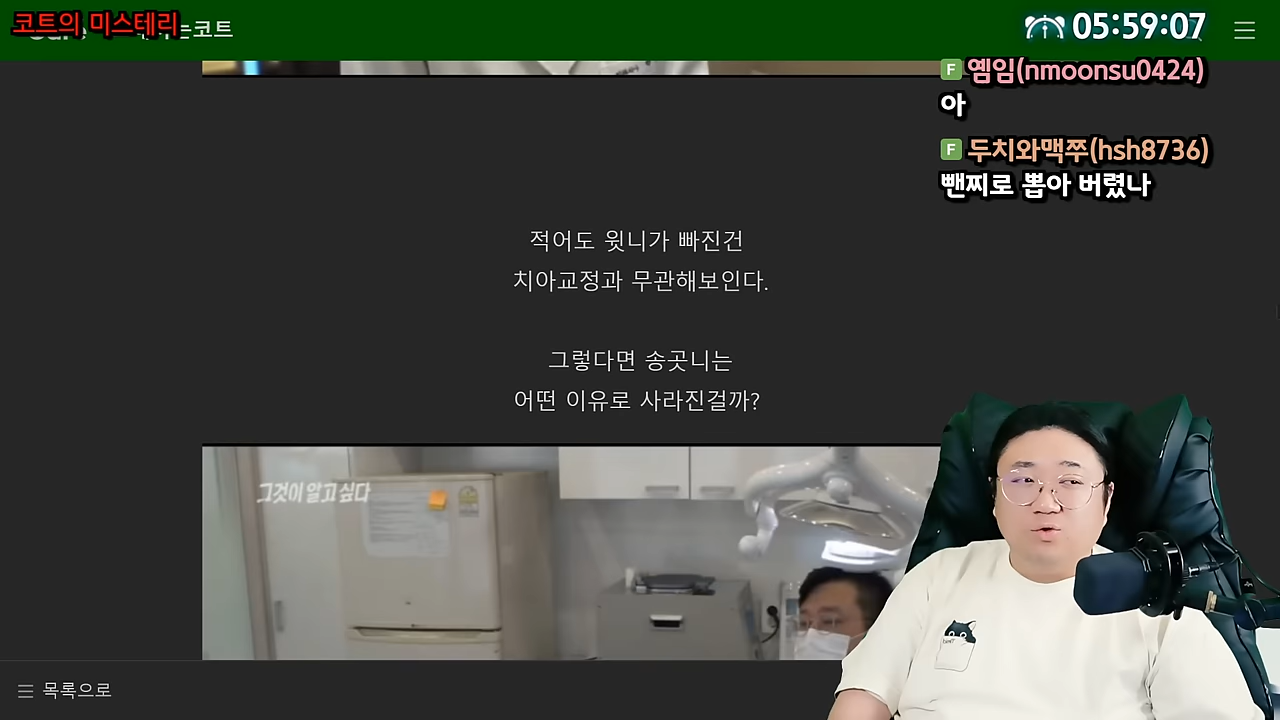 코트의 미스테리
는코트
05:59:07
F 옘임(nmoonsu0424)
아
F 두치와맥쭈(hsh8736)
뺀찌로 뽑아 버렸나
적어도 윗니가 빠진건
치아교정과 무관해보인다.
그렇다면 송곳니는
어떤 이유로 사라진걸까?
그것이 알고싶다
목록으로